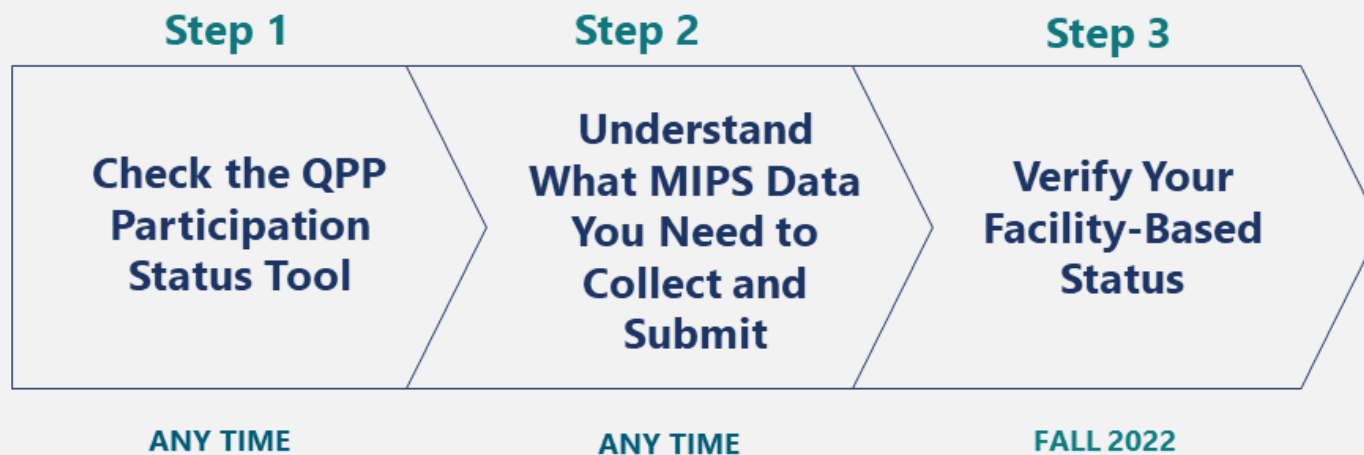 Step 1
Step 2
Step 3
Check the QPP
Participation
Status Tool
Understand
What MIPS Data
You Need to
Collect and
Submit
Verify Your
Facility-Based
Status
ANY TIME
ANY TIME
FALL 2022